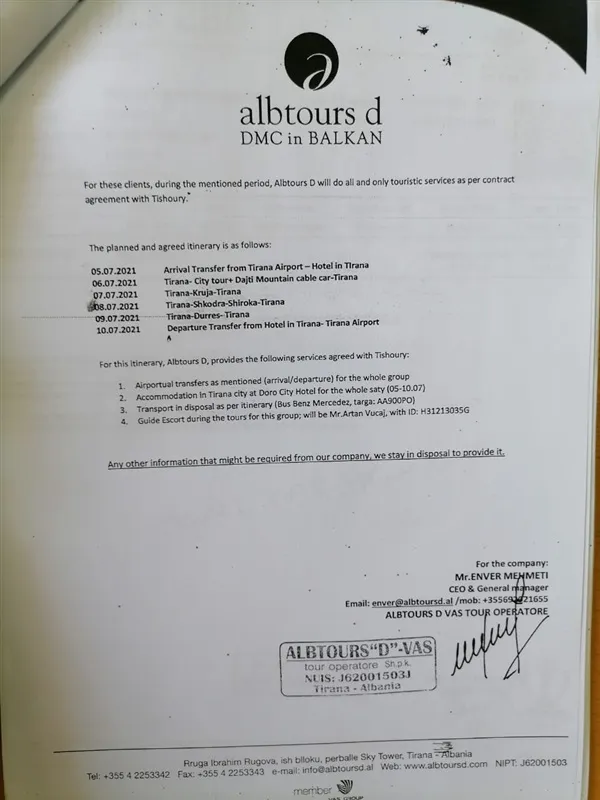 albtours d
DMC in BALKAN
For these clients, during the mentioned period, Albtours D will do all and only touristic services as per contract
agreement with Tishoury.
The planned and agreed itinerary is as follows:
05.07.2021 Arrival Transfer from Tirana Airport – Hotel in TIrana
06.07.2021 Tirana- City tour+ Dajti Mountain cable car-Tirana
07.07.2021 Tirana-Kruja-Tirana
08.07.2021 Tirana-Shkodra-Shiroka-Tirana
09.07.2021 Tirana-Durres-Tirana
10.07.2021 Departure Transfer from Hotel in Tirana- Tirana Airport
For this itinerary, Albtours D, provides the following services agreed with Tishoury:
1. Airportual transfers as mentioned (arrival/departure) for the whole group
2. Accommodation in Tirana city at Doro City Hotel for the whole saty (05-10.07)
3. Transport in disposal as per itinerary (Bus Benz Mercedez, targa: AA900PO)
4. Guide Escort during the tours for this group; will be Mr.Artan Vucaj, with ID: H31213035G
Any other information that might be required from our company, we stay in disposal to provide it.
For the company:
Mr.ENVER MEHMETI
CEO & General manager
Email: enver@albtoursd.al /mob:
ALBTOURS D VAS TOUR OPERATORE
ALBTOURS"D"-VAS
tour operatore Sh.p.k.
NUIS: J62001503J
Tirana - Albania
Rruga Ibrahim Rugova, ish blloku, perballe Sky Tower, Tirana - Albania
Tel: +355 4 2253342 Fax: +355 4 2253343 e-mail: info@albtoursd.al Web: www.albtoursd.com NIPT: J62001503
member
VAS GROUP